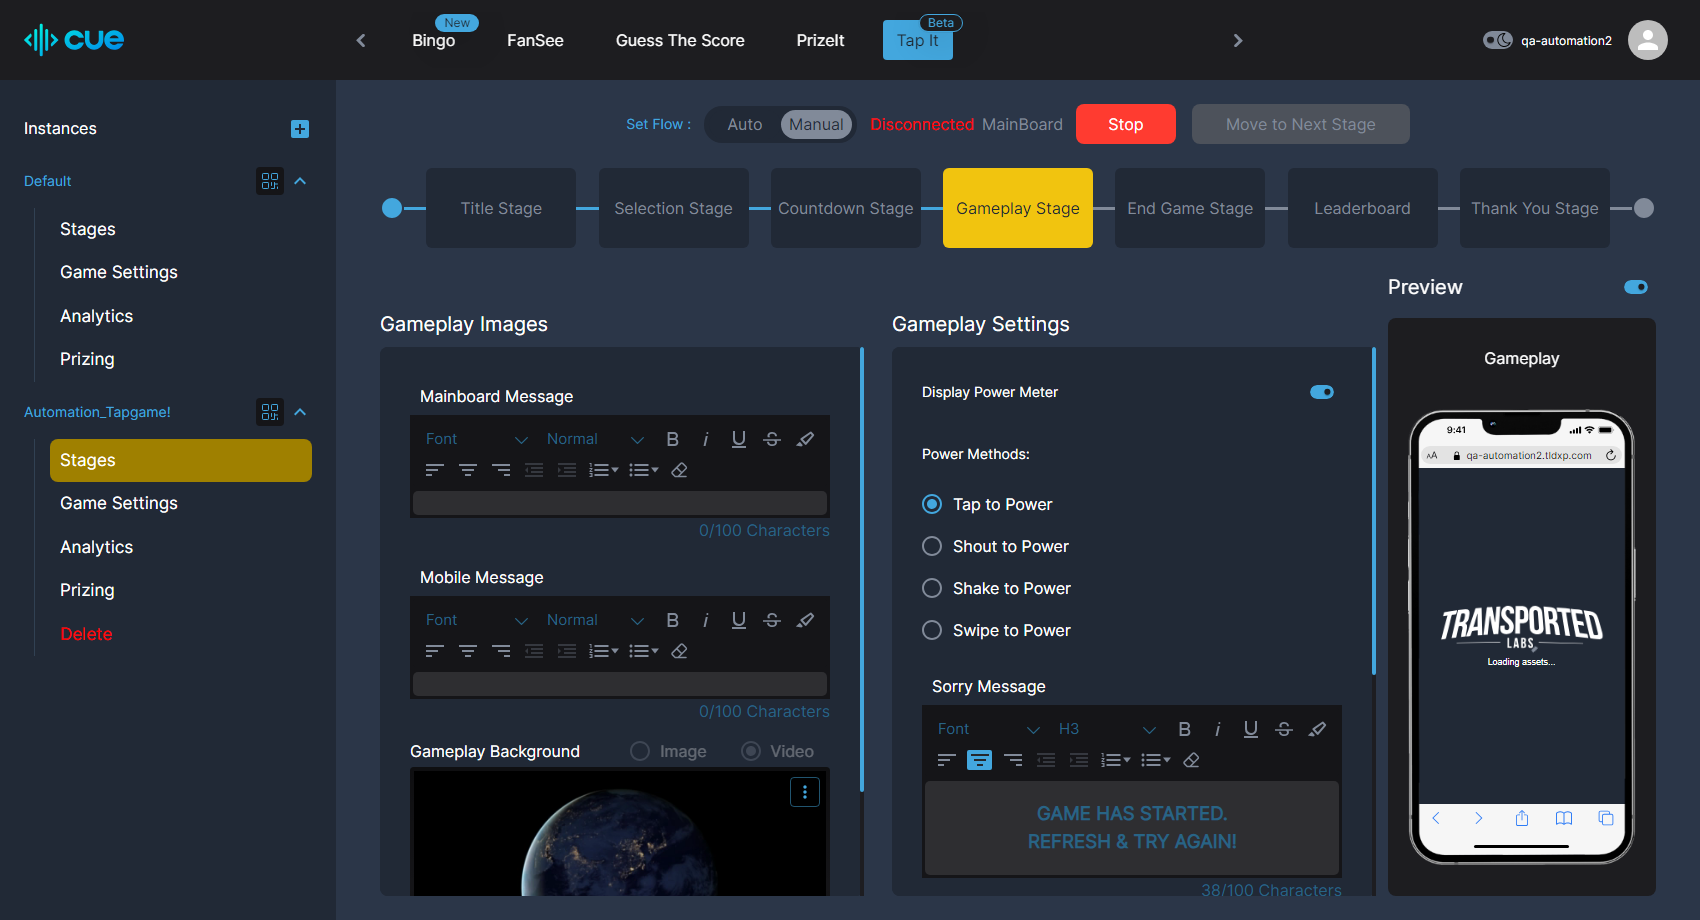 cue
New
Bingo
FanSee
Guess The Score
PrizeIt
Beta
Tap It
qa-automation2
Instances
Default
Stages
Game Settings
Analytics
Prizing
Automation_Tapgame!
Stages
Game Settings
Analytics
Prizing
Delete
Set Flow :
Auto
Manual
Disconnected MainBoard
Stop
Move to Next Stage
Title Stage
Selection Stage
Countdown Stage
Gameplay Stage
End Game Stage
Leaderboard
Thank You Stage
Gameplay Images
Mainboard Message
Font
Normal
B
i
U
S
0/100 Characters
Mobile Message
Font
Normal
B
i
U
S
0/100 Characters
Gameplay Background
Image
Video
Gameplay Settings
Display Power Meter
Power Methods:
Tap to Power
Shout to Power
Shake to Power
Swipe to Power
Sorry Message
Font
H3
B
i
U
S
GAME HAS STARTED.
REFRESH & TRY AGAIN!
38/100 Characters
Preview
Gameplay
9:41
AA
qa-automation2.tldxp.com
TRANSPORTED
LABS
Loading assets...